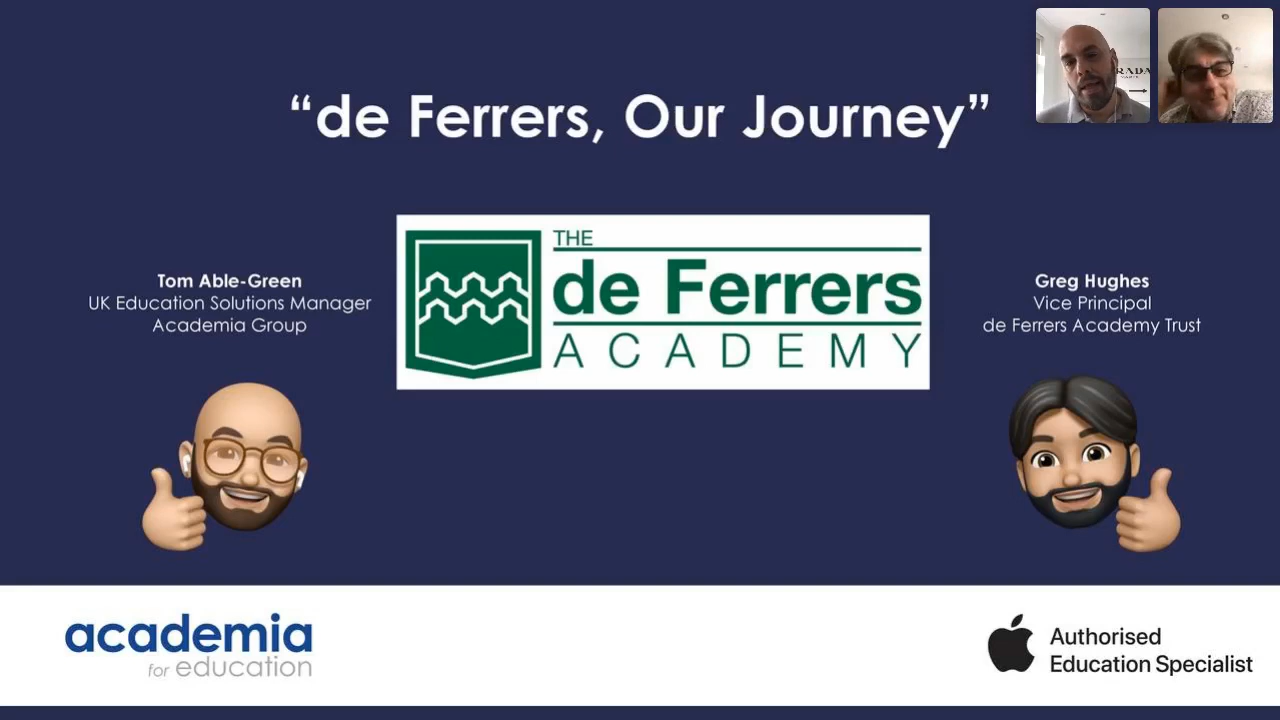 “de Ferrers, Our Journey”
THE
de Ferrers
ACADEMY
Tom Able-Green
UK Education Solutions Manager
Academia Group
Greg Hughes
Vice Principal
de Ferrers Academy Trust
academia
for education
Authorised
Education Specialist